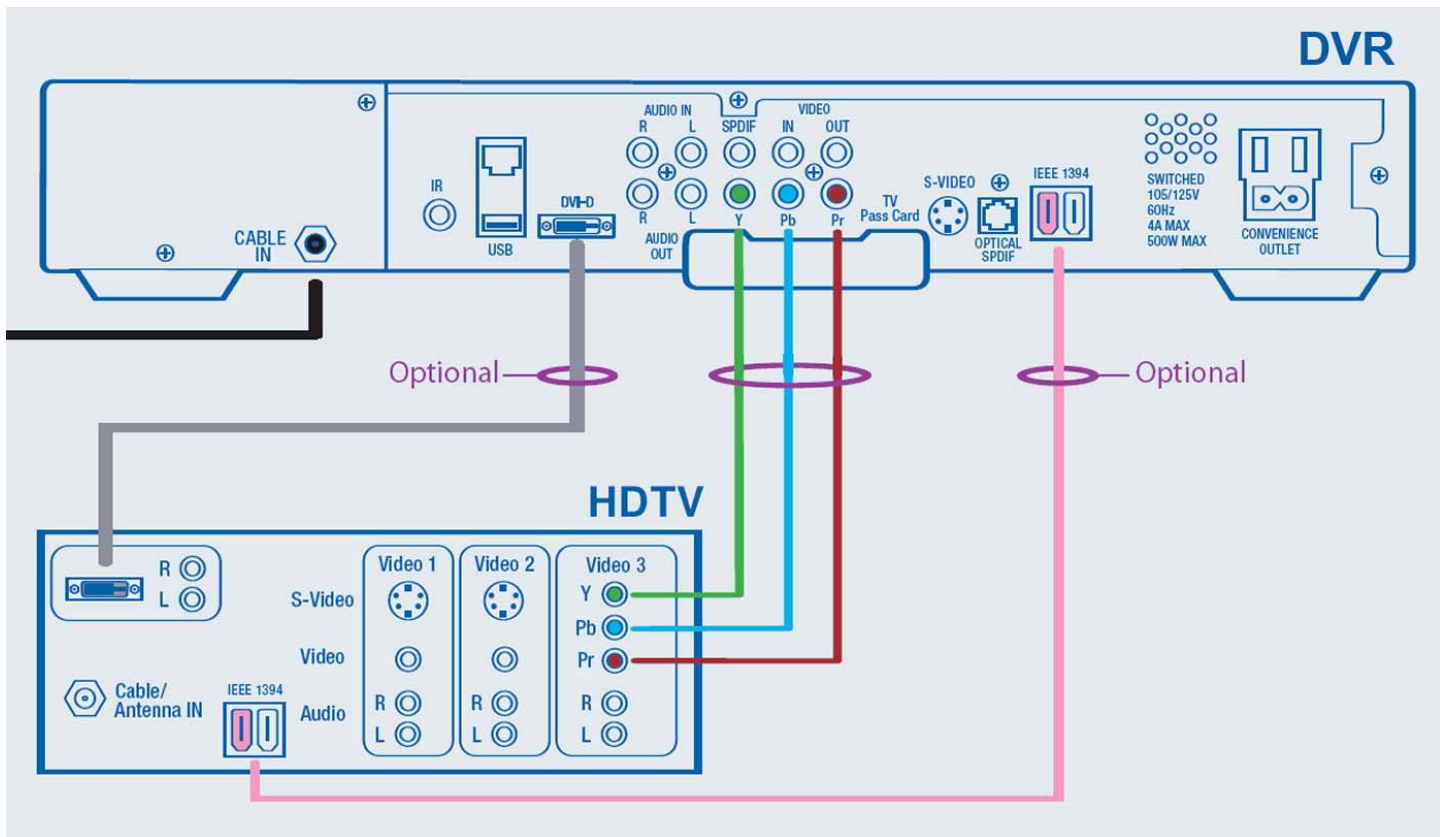 DVR
AUDIO IN
VIDEO
R L SPDIF IN OUT
IR
USB
DVI-D
R L Y Pb Pr
AUDIO
OUT
TV
Pass Card
S-VIDEO
OPTICAL
SPDIF
IEEE 1394
SWITCHED
105/125V
60Hz
4A MAX
500W MAX
CONVENIENCE
OUTLET
CABLE
IN
Optional
Optional
HDTV
R
L
Cable/
Antenna IN
IEEE 1394
S-Video
Video
Audio
Video 1
R
L
Video 2
R
L
Video 3
Y
Pb
Pr
R
L